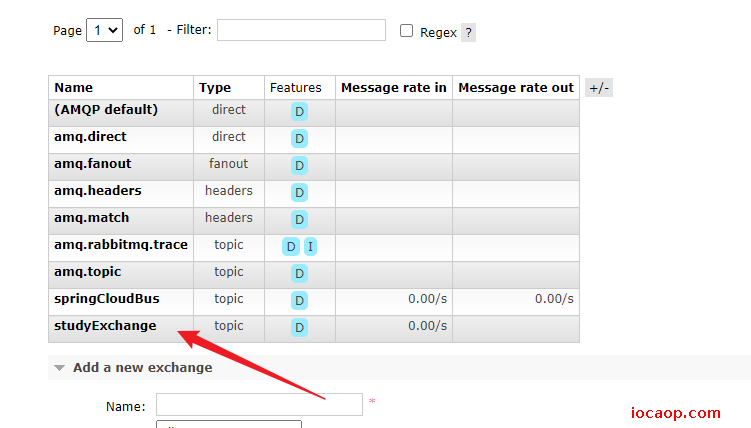 Page 1 of 1 - Filter: Regex ?
Name Type Features Message rate in Message rate out +/-
(AMQP default) direct D
amq.direct direct D
amq.fanout fanout D
amq.headers headers D
amq.match headers D
amq.rabbitmq.trace topic D I
amq.topic topic D
springCloudBus topic D 0.00/s 0.00/s
studyExchange topic D 0.00/s
Add a new exchange
Name: *
iocaop.com